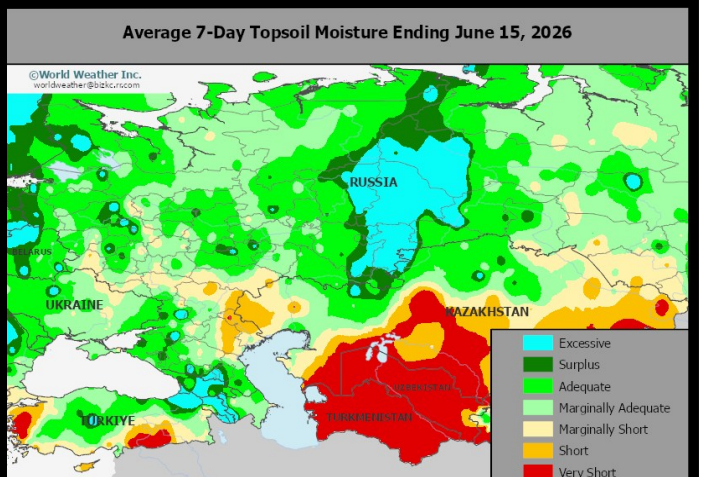 Average 7-Day Topsoil Moisture Ending June 15, 2026
©World Weather Inc.
worldweather@bizkc.rr.com
RUSSIA
BELARUS
UKRAINE
KAZAKHSTAN
UZBEKISTAN
TURKMENISTAN
TÜRKIYE
Excessive
Surplus
Adequate
Marginally Adequate
Marginally Short
Short
Very Short